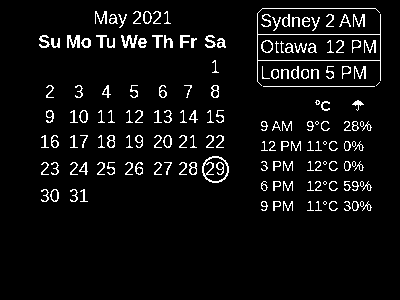 May 2021
Su Mo Tu We Th Fr Sa
1
2 3 4 5 6 7 8
9 10 11 12 13 14 15
16 17 18 19 20 21 22
23 24 25 26 27 28 29
30 31
Sydney 2 AM
Ottawa 12 PM
London 5 PM
°C ☂
9 AM 9°C 28%
12 PM 11°C 0%
3 PM 12°C 0%
6 PM 12°C 59%
9 PM 11°C 30%